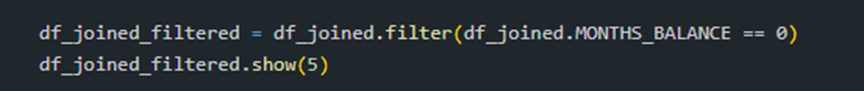 df_joined_filtered = df_joined.filter(df_joined.MONTHS_BALANCE == 0)
df_joined_filtered.show(5)